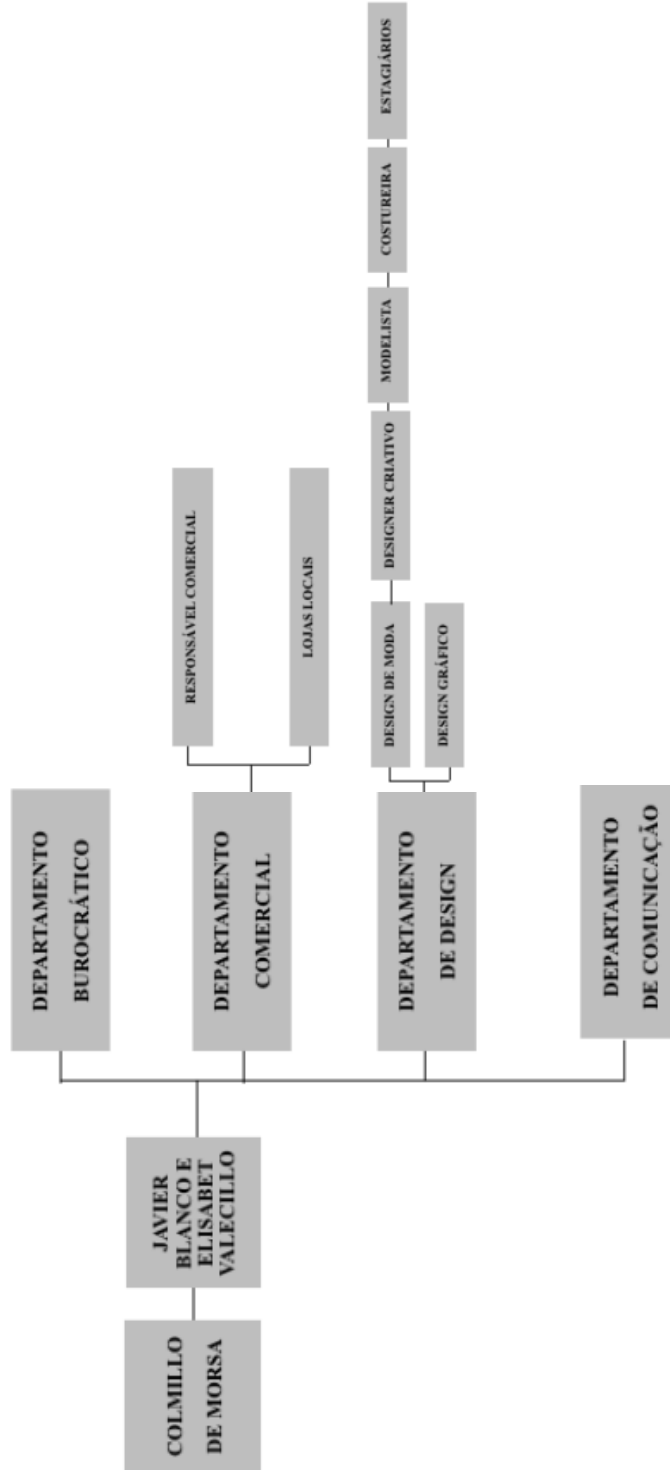 COLMILLO
DE MORSA
JAVIER
BLANCO E
ELISABET
VALECILLO
DEPARTAMENTO
BUROCRÁTICO
DEPARTAMENTO
COMERCIAL
RESPONSÁVEL COMERCIAL
LOJAS LOCAIS
DEPARTAMENTO
DE DESIGN
DESIGN DE MODA
DESIGNER CRIATIVO
MODELISTA
COSTUREIRA
ESTAGIÁRIOS
DESIGN GRÁFICO
DEPARTAMENTO
DE COMUNICAÇÃO